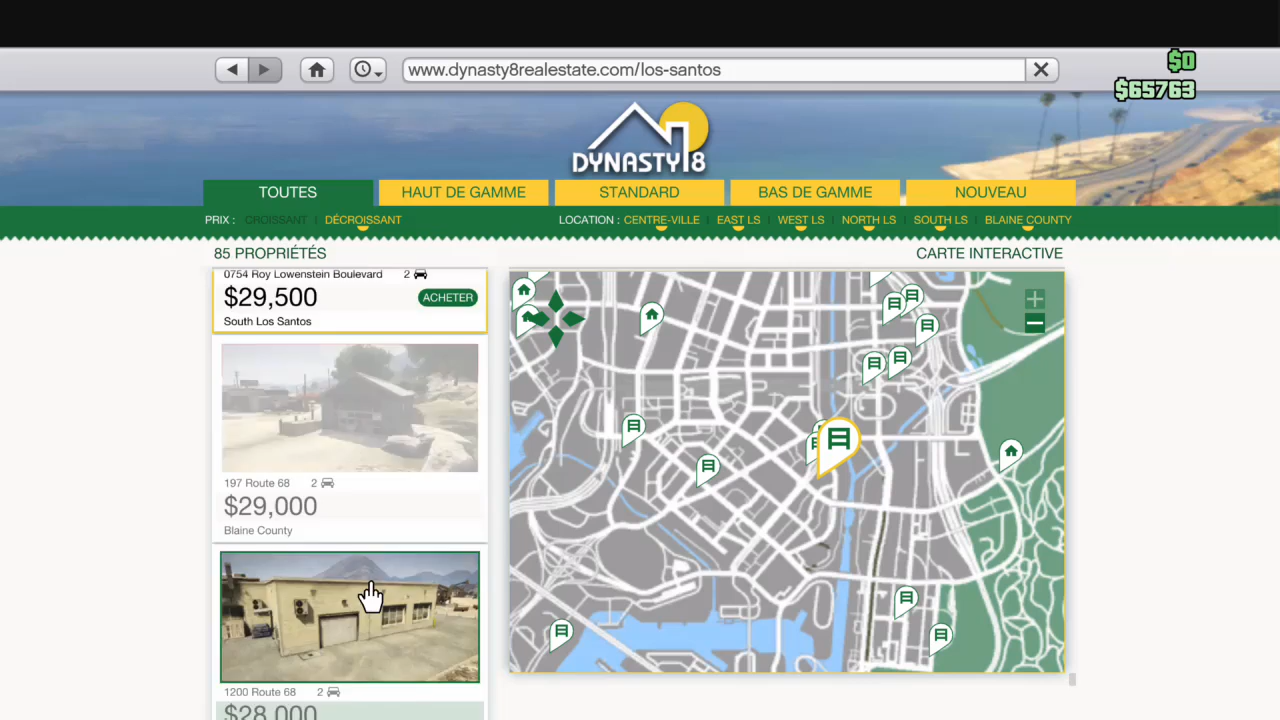 www.dynasty8realestate.com/los-santos
$0
$65763
DYNASTY 8
TOUTES
HAUT DE GAMME
STANDARD
BAS DE GAMME
NOUVEAU
PRIX : CROISSANT | DÉCROISSANT
LOCATION : CENTRE-VILLE | EAST LS | WEST LS | NORTH LS | SOUTH LS | BLAINE COUNTY
85 PROPRIÉTÉS
CARTE INTERACTIVE
0754 Roy Lowenstein Boulevard 2
$29,500
ACHETER
South Los Santos
197 Route 68 2
$29,000
Blaine County
1200 Route 68 2
$28,000